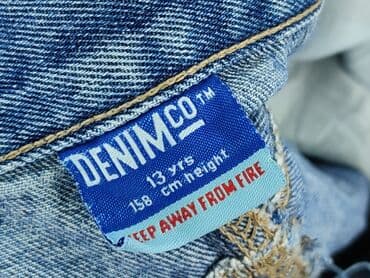 DENIMCO™
13 yrs
158 cm height
KEEP AWAY FROM FIRE